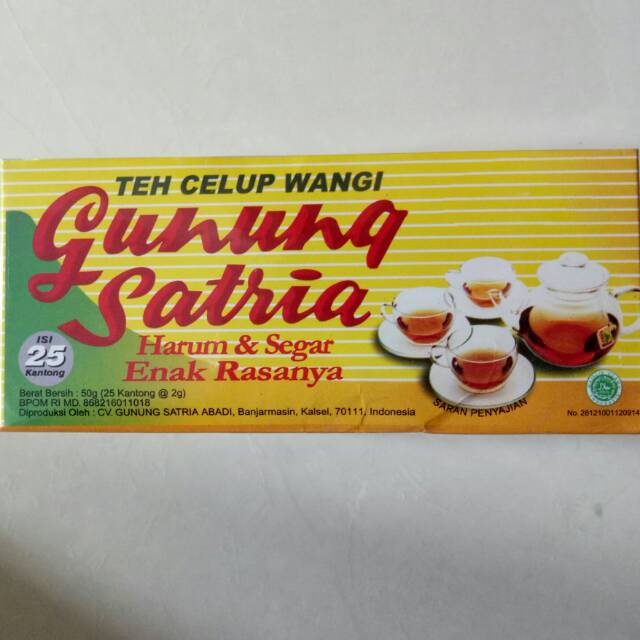 TEH CELUP WANGI
Gunung
Satria
Harum & Segar
Enak Rasanya
ISI
25
Kantong
Berat Bersih : 50g (25 Kantong @ 2g)
BPOM RI MD. 868216011018
Diproduksi Oleh : CV. GUNUNG SATRIA ABADI, Banjarmasin, Kalsel, 70111, Indonesia
SARAN PENYAJIAN
No. 28121001120914